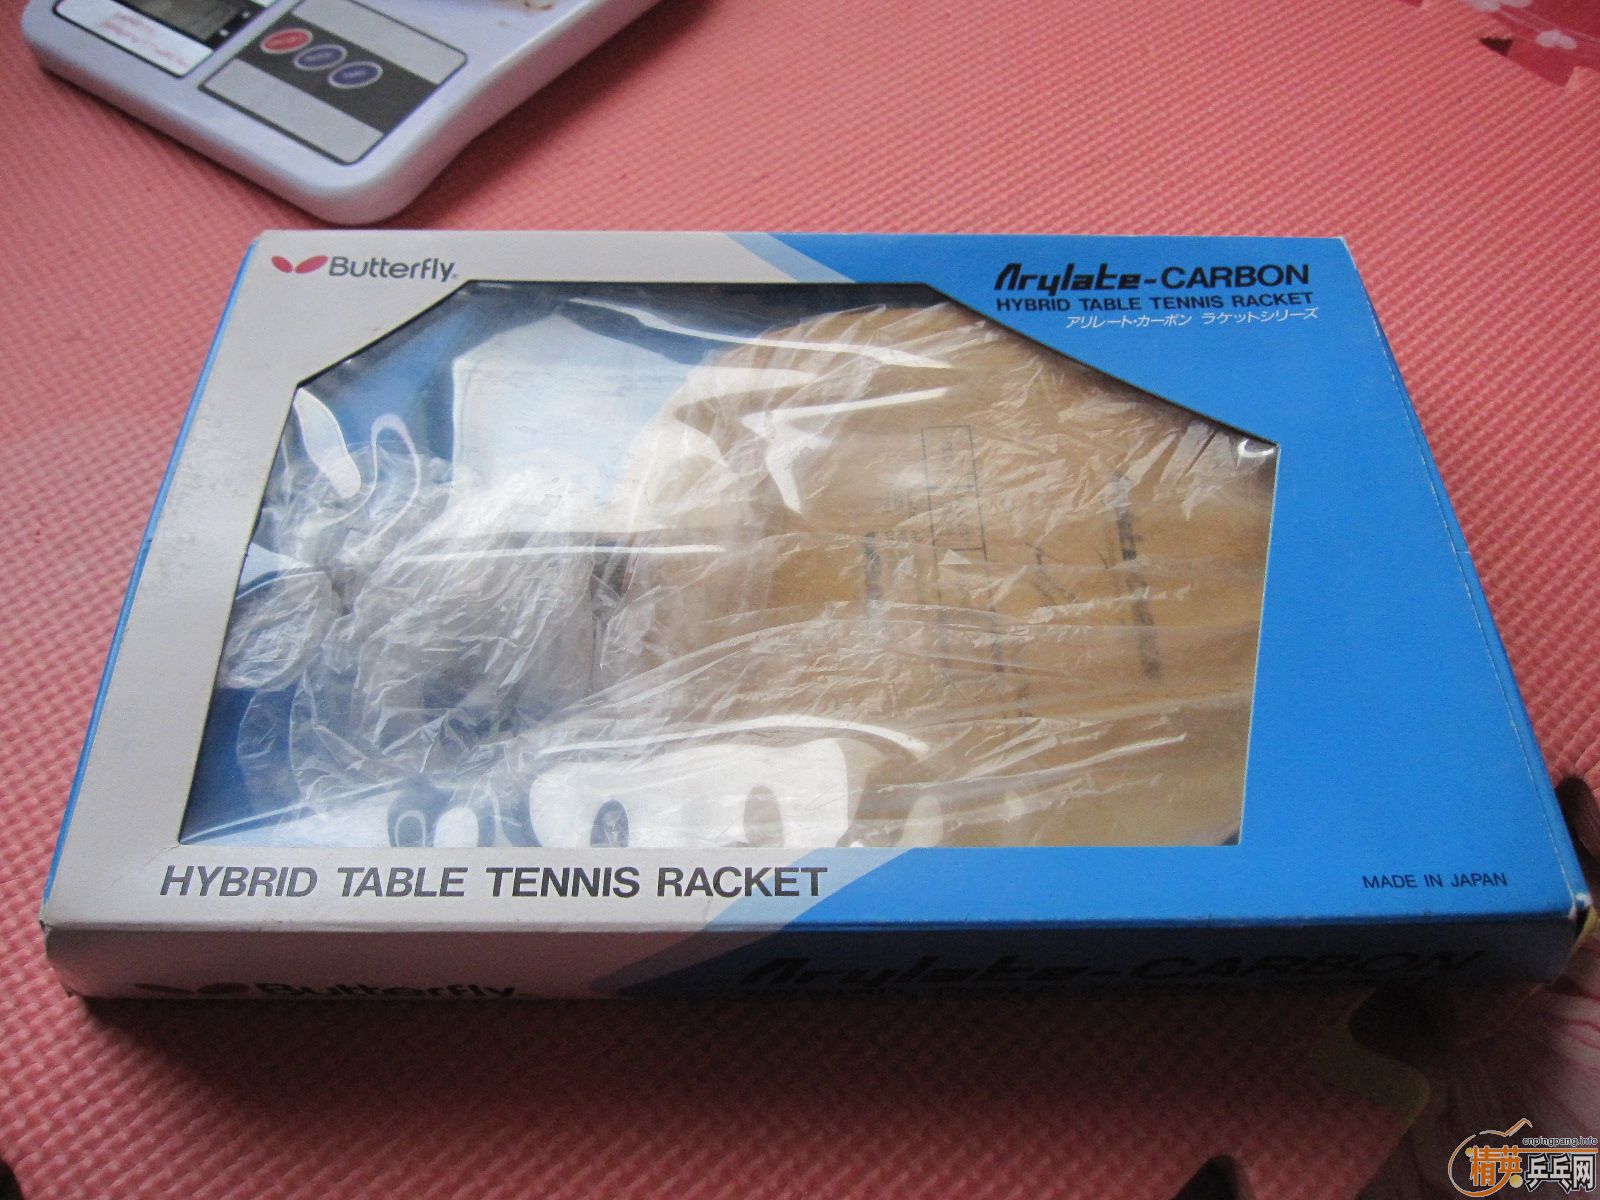 Butterfly
Arylate-CARBON
HYBRID TABLE TENNIS RACKET
アリレート・カーボン ラケットシリーズ
HYBRID TABLE TENNIS RACKET
MADE IN JAPAN
Butterfly
Arylate-CARBON
cnpingpang.info
精英乒乓网